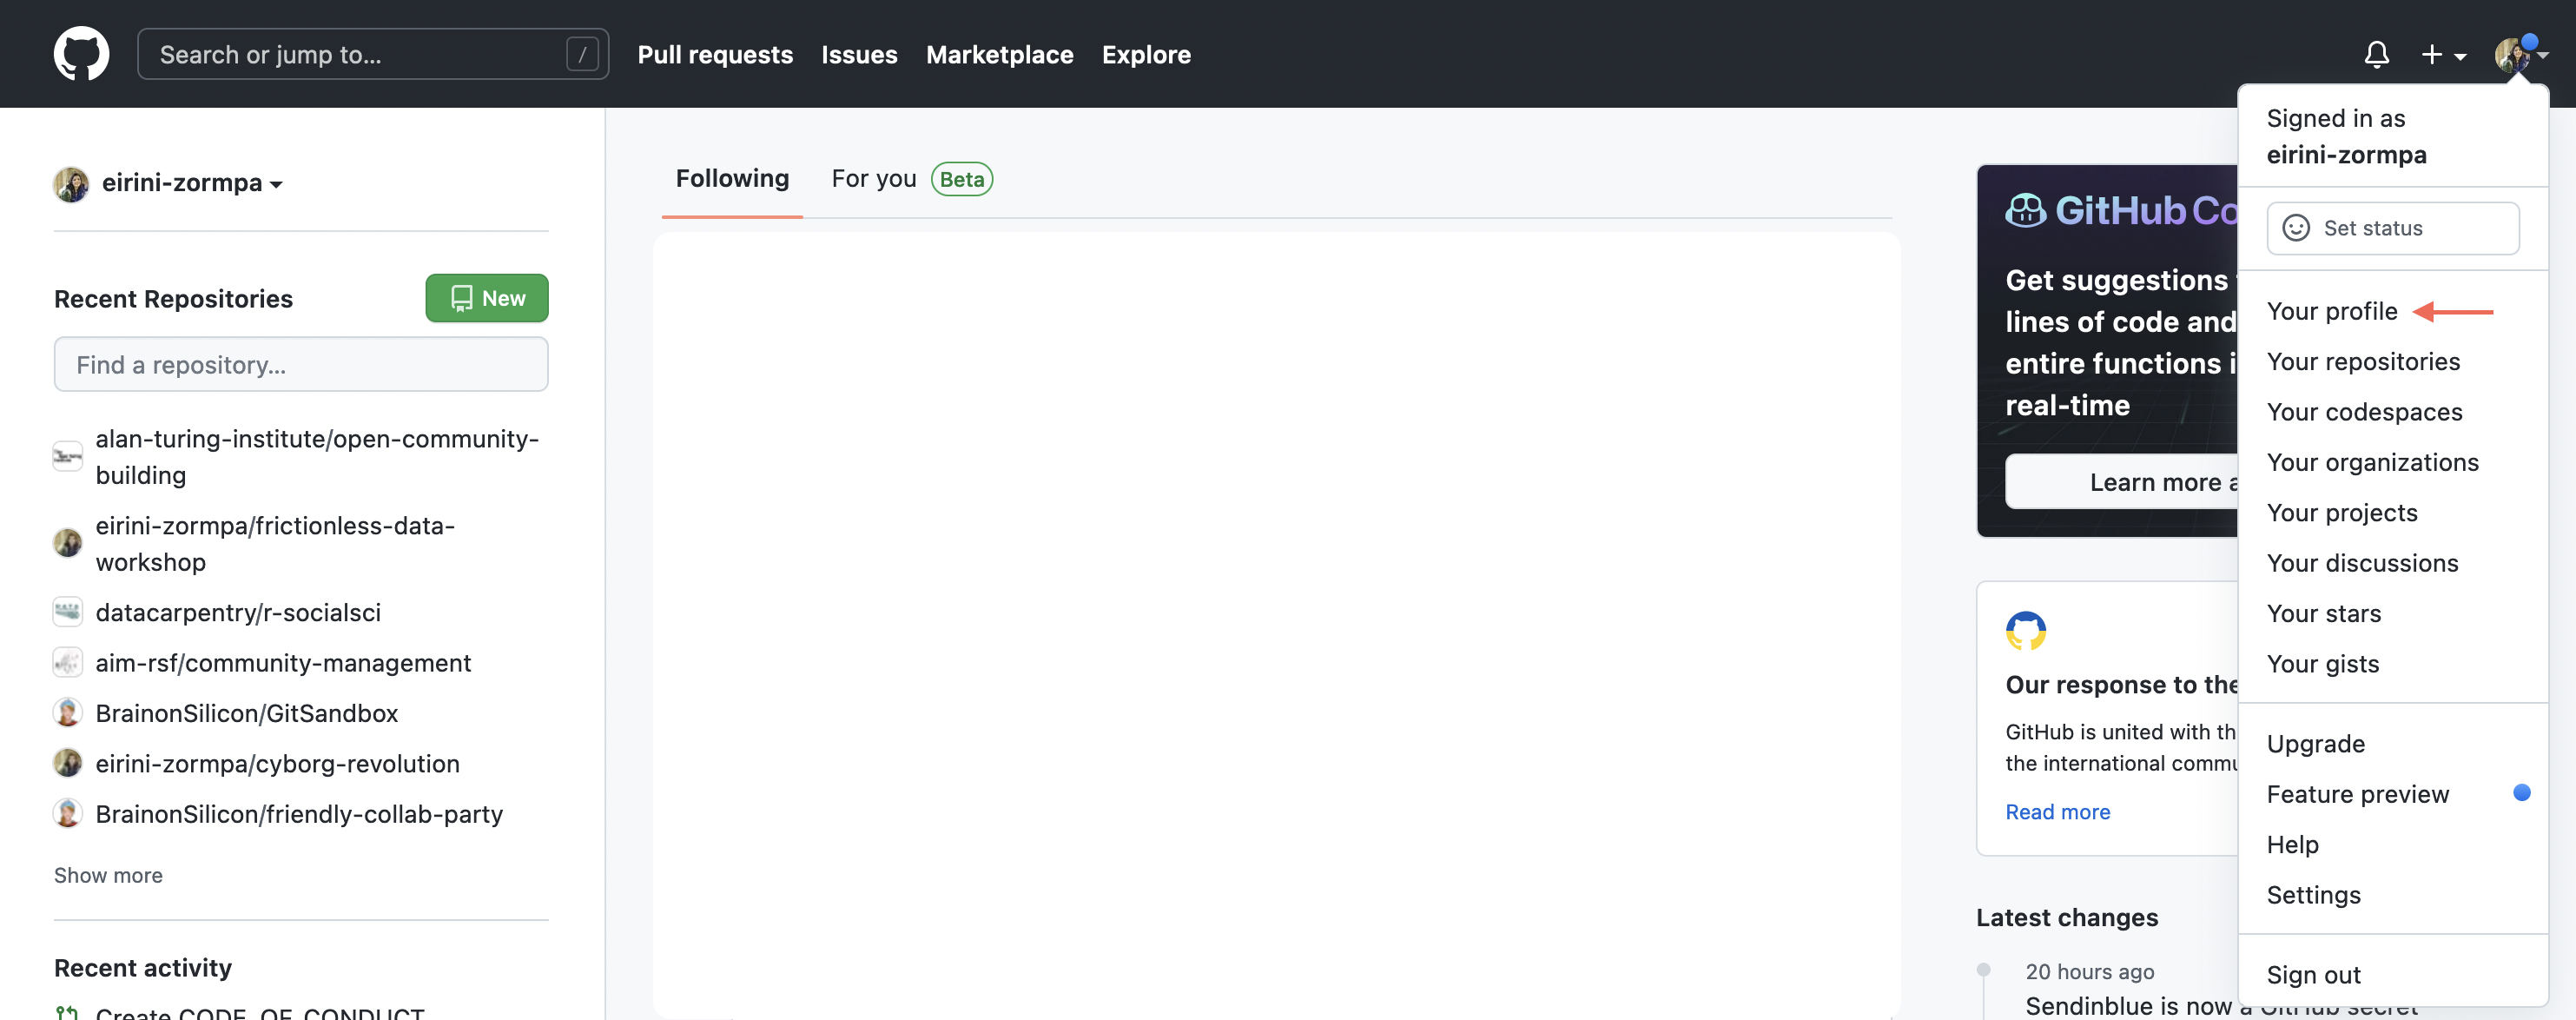 Search or jump to...
/
Pull requests
Issues
Marketplace
Explore
eirini-zormpa
Recent Repositories
New
Find a repository...
alan-turing-institute/open-community-
building
eirini-zormpa/frictionless-data-
workshop
datacarpentry/r-socialsci
aim-rsf/community-management
BrainonSilicon/GitSandbox
eirini-zormpa/cyborg-revolution
BrainonSilicon/friendly-collab-party
Show more
Recent activity
Create CODE_OF_CONDUCT
Following
For you
Beta
GitHub Co
Get suggestions
lines of code and
entire functions i
real-time
Learn more a
Our response to the
GitHub is united with th
the international commu
Read more
Latest changes
20 hours ago
Sendinblue is now a GitHub secret
Signed in as
eirini-zormpa
Set status
Your profile
Your repositories
Your codespaces
Your organizations
Your projects
Your discussions
Your stars
Your gists
Upgrade
Feature preview
Help
Settings
Sign out